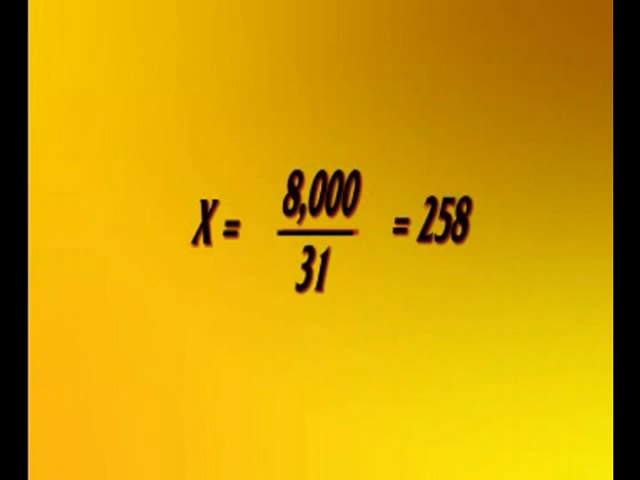 X = 8,000 / 31 = 258